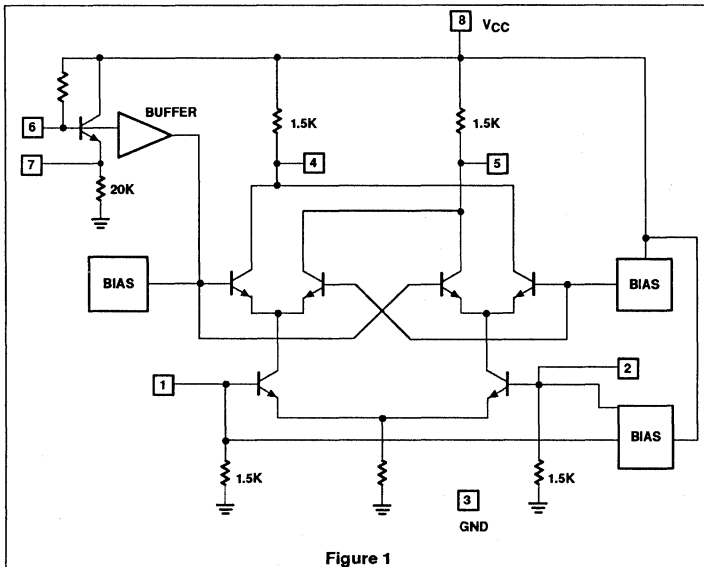 8 VCC
1.5K 1.5K
BUFFER
6
7
4
5
20K
BIAS
BIAS
1
2
BIAS
1.5K
1.5K
3
GND
Figure 1